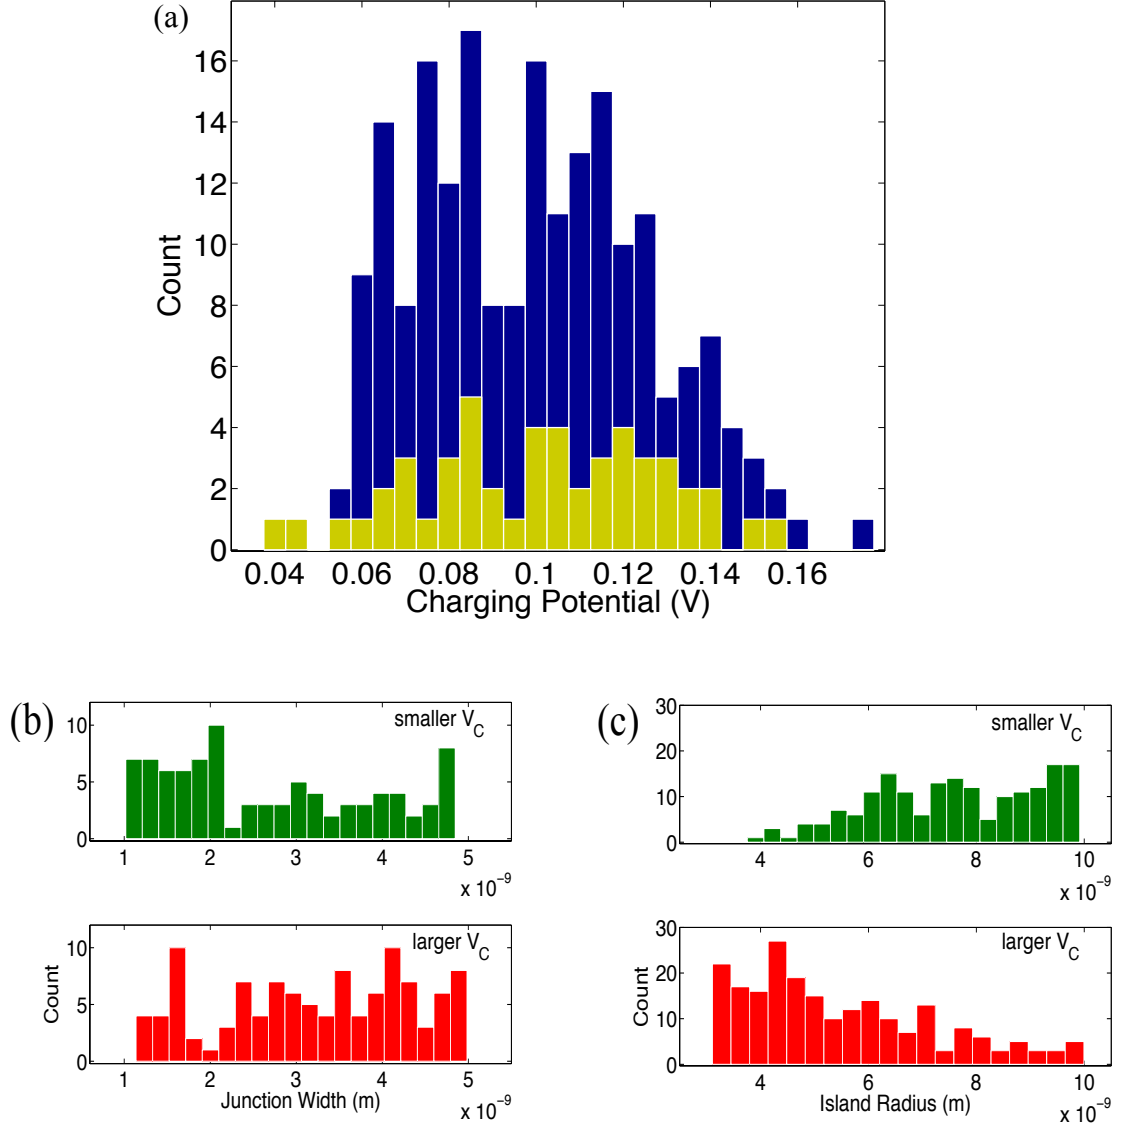 (a)
16
14
12
10
8
6
4
2
0
Count
0.04 0.06 0.08 0.1 0.12 0.14 0.16
Charging Potential (V)
(b)
10
5
0
smaller V_C
1 2 3 4 5
x 10^-9
10
5
0
Count
larger V_C
1 2 3 4 5
Junction Width (m)
x 10^-9
(c)
30
20
10
0
smaller V_C
4 6 8 10
x 10^-9
30
20
10
0
Count
larger V_C
4 6 8 10
Island Radius (m)
x 10^-9